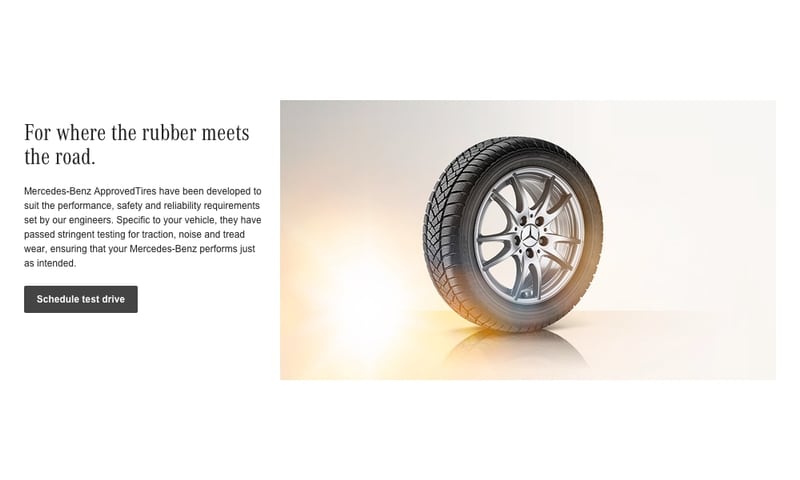 For where the rubber meets
the road.
Mercedes-Benz ApprovedTires have been developed to
suit the performance, safety and reliability requirements
set by our engineers. Specific to your vehicle, they have
passed stringent testing for traction, noise and tread
wear, ensuring that your Mercedes-Benz performs just
as intended.
Schedule test drive